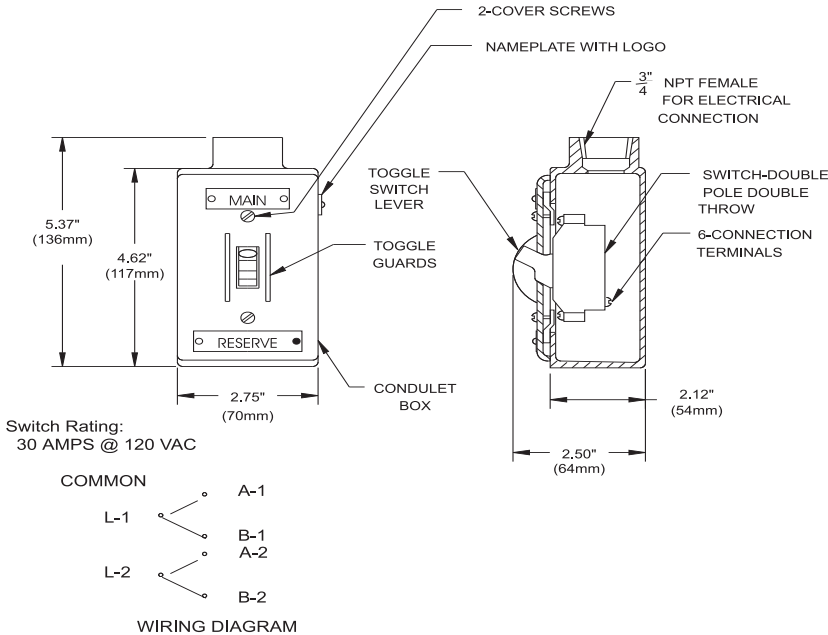 2-COVER SCREWS
NAMEPLATE WITH LOGO
3"
4
NPT FEMALE
FOR ELECTRICAL
CONNECTION
TOGGLE
SWITCH
LEVER
SWITCH-DOUBLE
POLE DOUBLE
THROW
MAIN
5.37"
(136mm)
4.62"
(117mm)
TOGGLE
GUARDS
6-CONNECTION
TERMINALS
RESERVE
CONDULET
BOX
2.75"
(70mm)
2.12"
(54mm)
2.50"
(64mm)
Switch Rating:
30 AMPS @ 120 VAC
COMMON
A-1
L-1
B-1
A-2
L-2
B-2
WIRING DIAGRAM